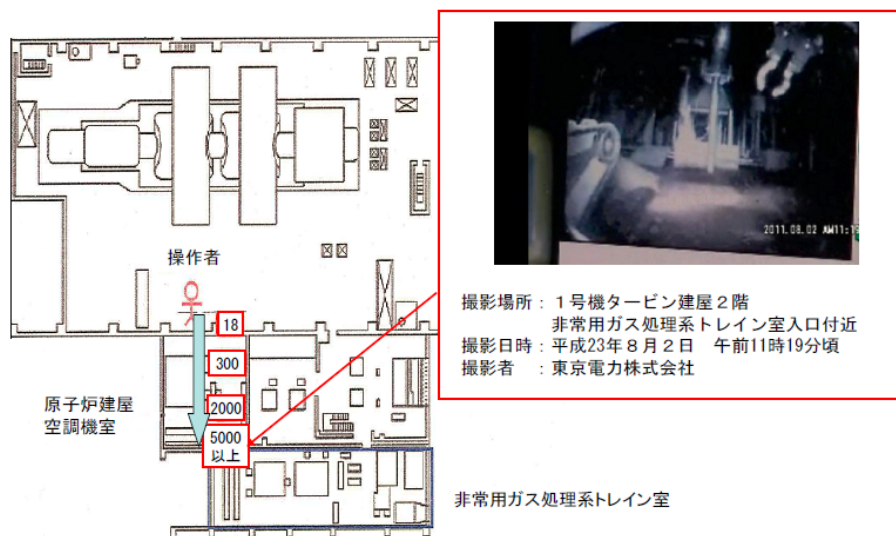 2011.08.02 AM11:19
操作者
18
300
2000
5000
以上
原子炉建屋
空調機室
非常用ガス処理系トレイン室
撮影場所：１号機タービン建屋２階
非常用ガス処理系トレイン室入口付近
撮影日時：平成23年８月２日　午前11時19分頃
撮影者　：東京電力株式会社